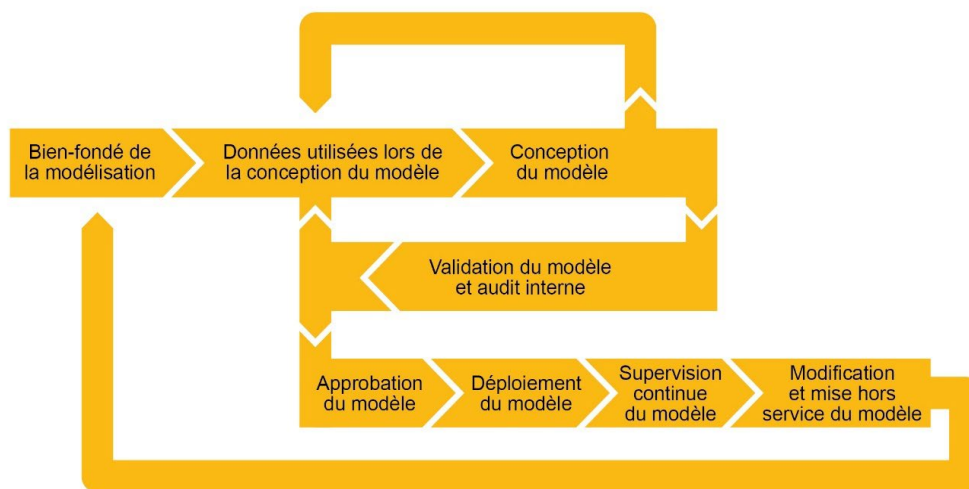 Bien-fondé de
la modélisation
Données utilisées lors de
la conception du modèle
Conception
du modèle
Validation du modèle
et audit interne
Approbation
du modèle
Déploiement
du modèle
Supervision
continue
du modèle
Modification
et mise hors
service du modèle